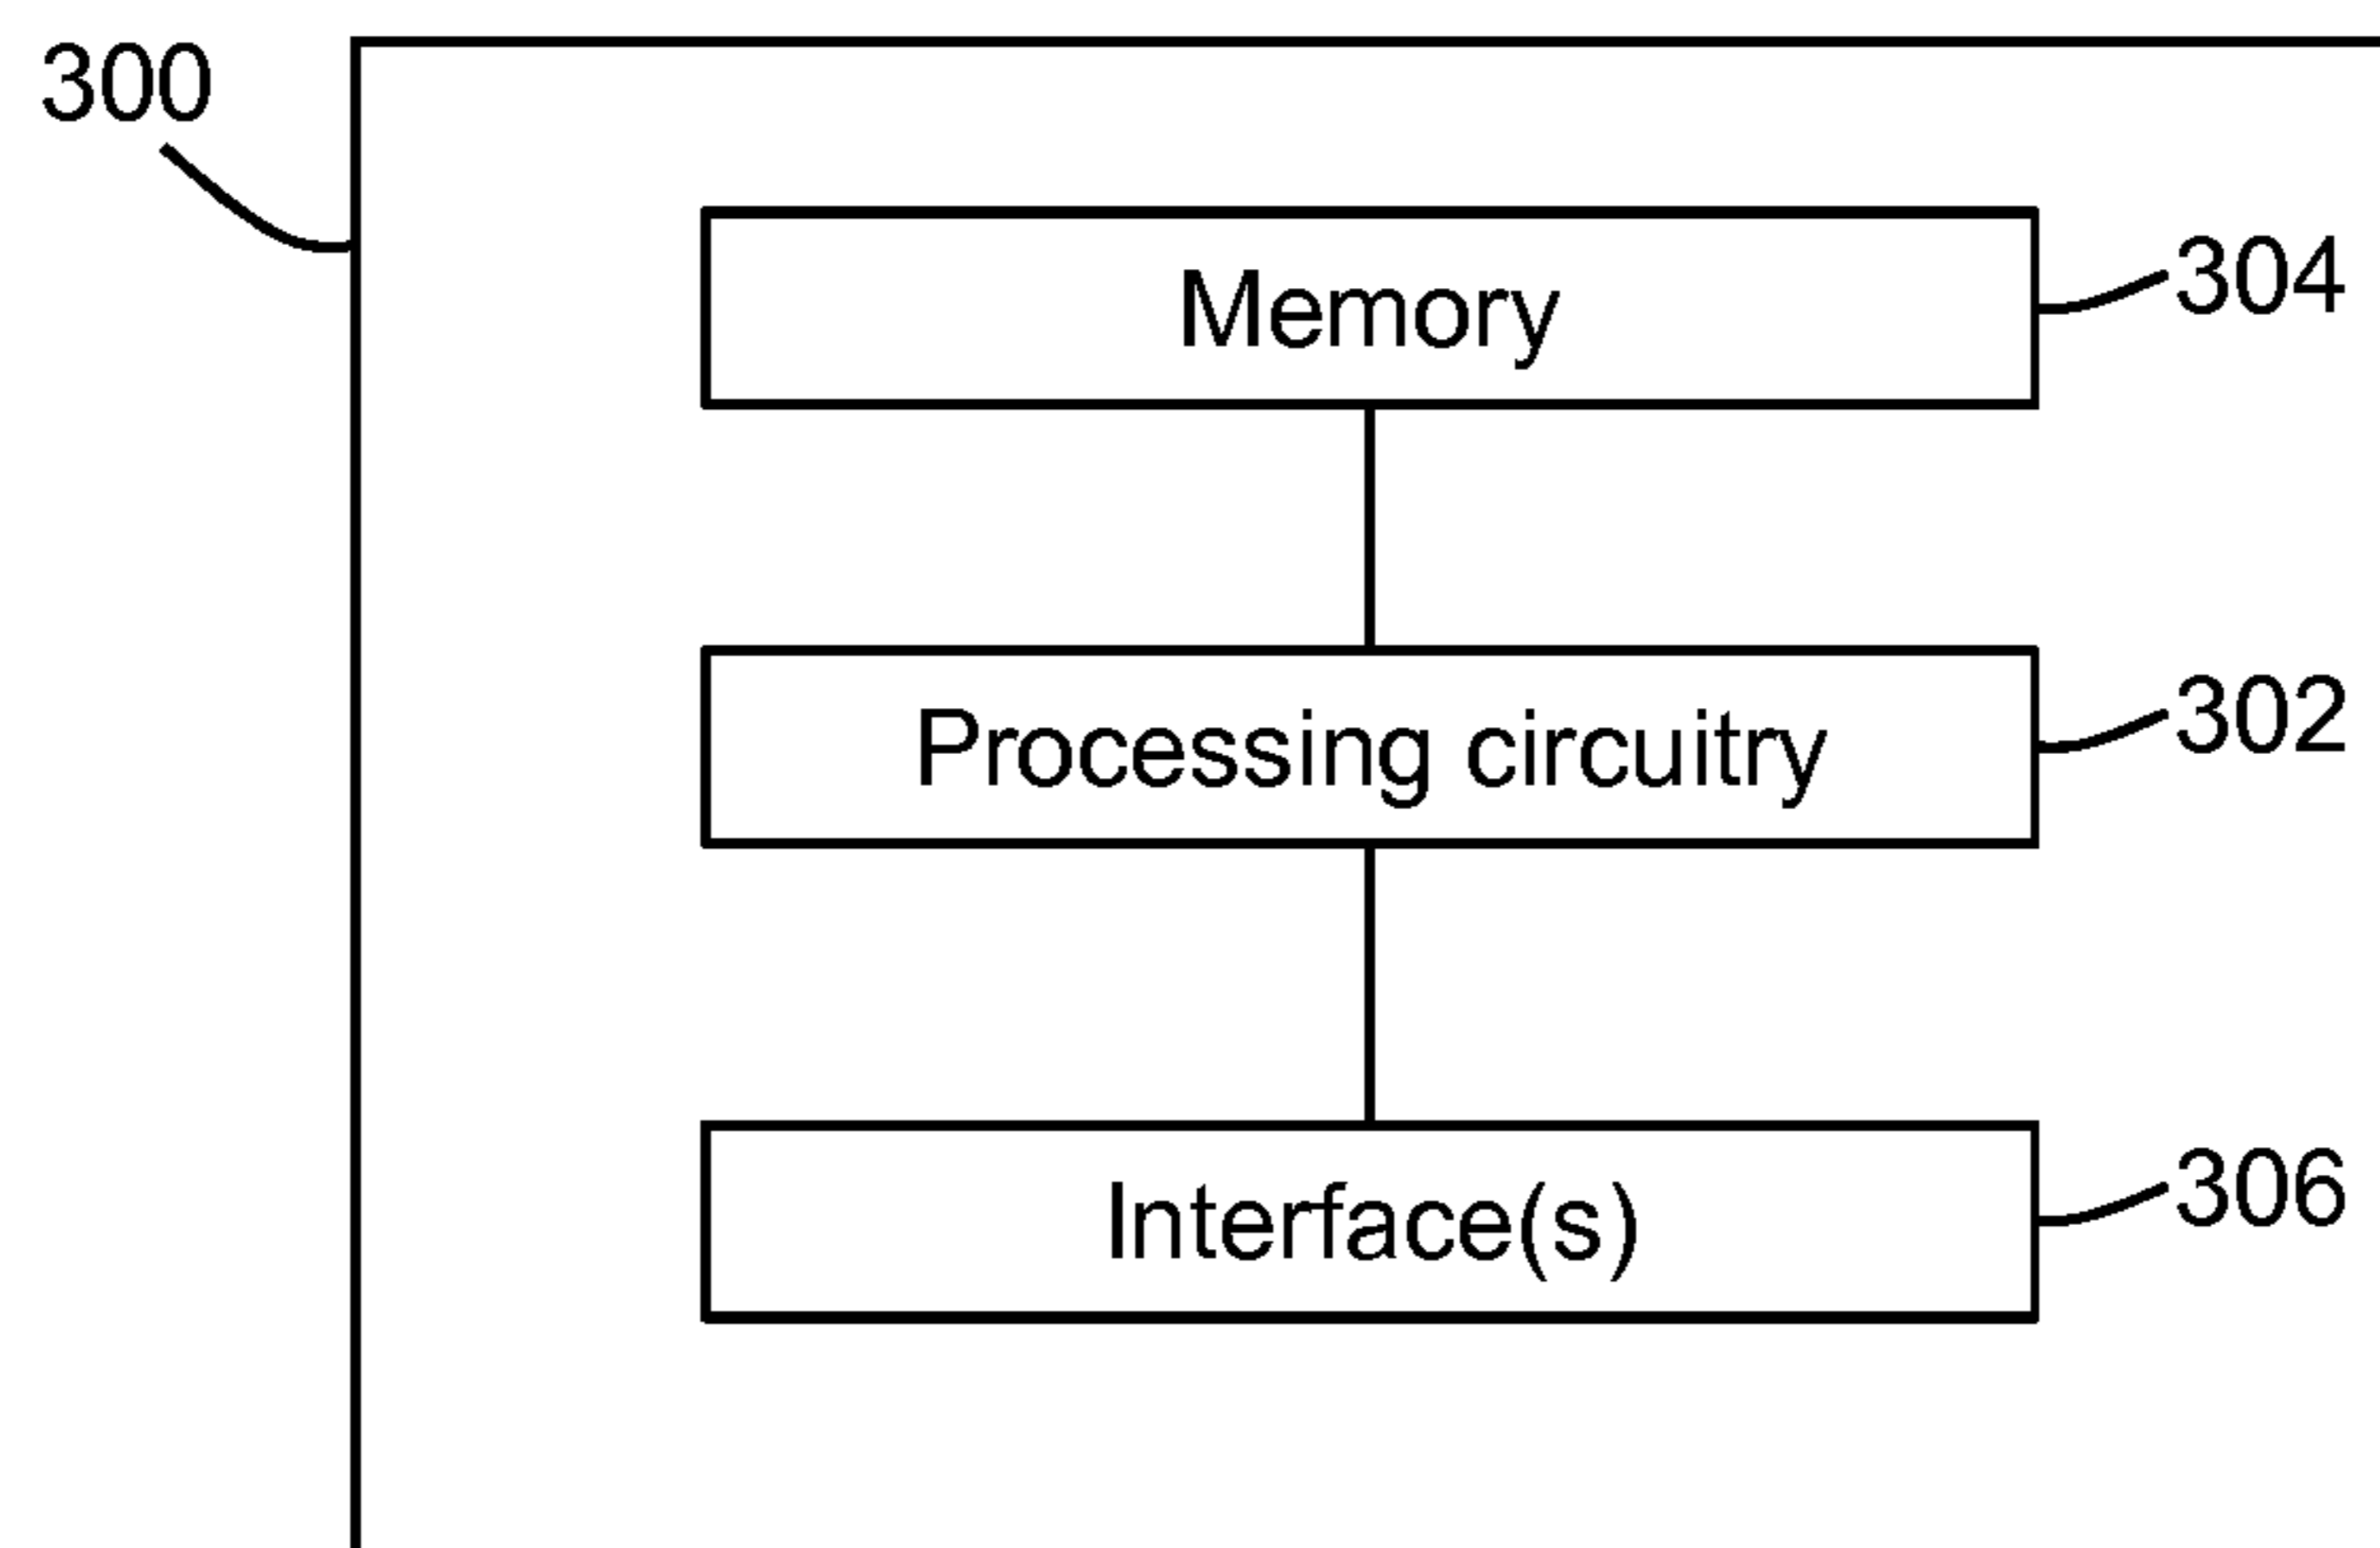 300
Memory
304
Processing circuitry
302
Interface(s)
306